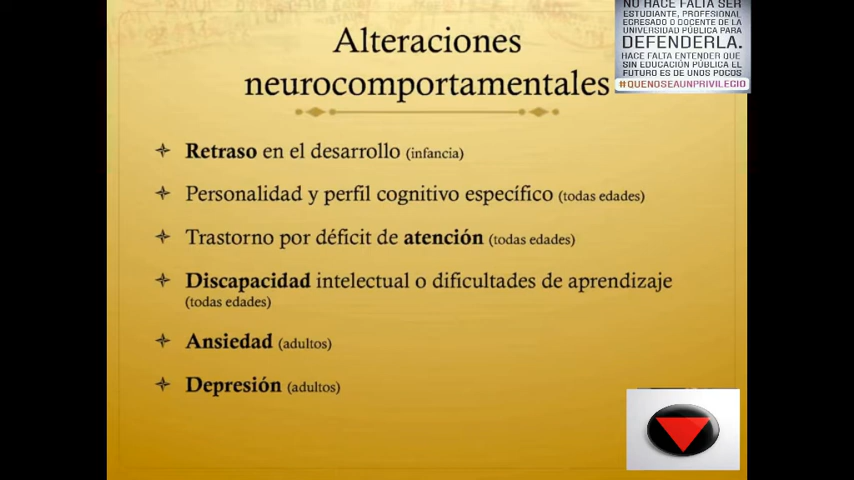 Alteraciones
neurocomportamentales
NO HACE FALTA SER
ESTUDIANTE, PROFESIONAL
EGRESADO O DOCENTE DE LA
UNIVERSIDAD PÚBLICA PARA
DEFENDERLA.
HACE FALTA ENTENDER QUE
SIN EDUCACIÓN PÚBLICA EL
FUTURO ES DE UNOS POCOS
#QUENOSEAUNPRIVILEGIO
Retraso en el desarrollo (infancia)
Personalidad y perfil cognitivo específico (todas edades)
Trastorno por déficit de atención (todas edades)
Discapacidad intelectual o dificultades de aprendizaje
(todas edades)
Ansiedad (adultos)
Depresión (adultos)